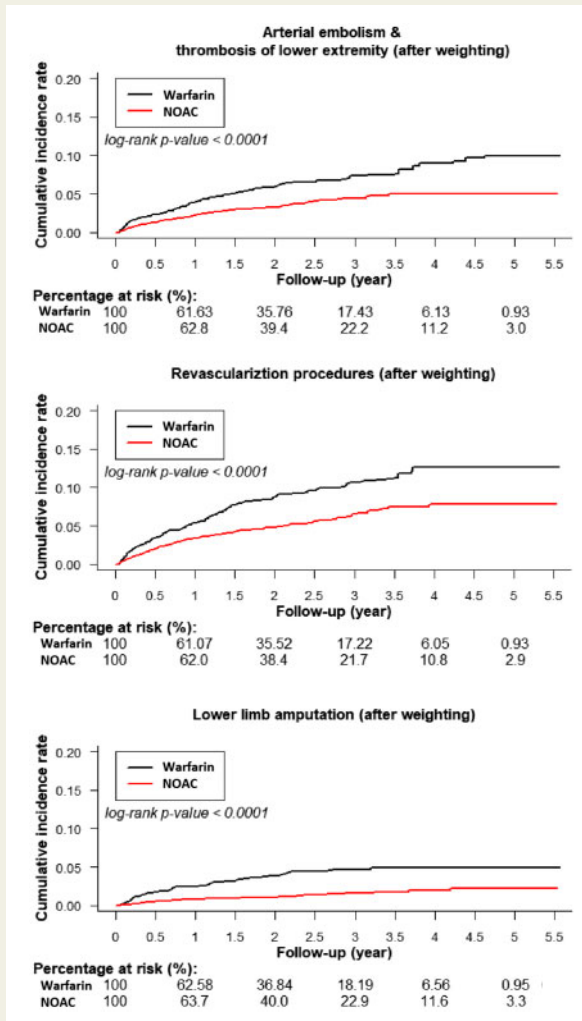 Arterial embolism &
thrombosis of lower extremity (after weighting)
Cumulative incidence rate
0.20
0.15
0.10
0.05
0.00
Warfarin
NOAC
log-rank p-value < 0.0001
0 0.5 1 1.5 2 2.5 3 3.5 4 4.5 5 5.5
Follow-up (year)
Percentage at risk (%):
Warfarin 100 61.63 35.76 17.43 6.13 0.93
NOAC 100 62.8 39.4 22.2 11.2 3.0
Revasculariztion procedures (after weighting)
Cumulative incidence rate
0.20
0.15
0.10
0.05
0.00
Warfarin
NOAC
log-rank p-value < 0.0001
0 0.5 1 1.5 2 2.5 3 3.5 4 4.5 5 5.5
Follow-up (year)
Percentage at risk (%):
Warfarin 100 61.07 35.52 17.22 6.05 0.93
NOAC 100 62.0 38.4 21.7 10.8 2.9
Lower limb amputation (after weighting)
Cumulative incidence rate
0.20
0.15
0.10
0.05
0.00
Warfarin
NOAC
log-rank p-value < 0.0001
0 0.5 1 1.5 2 2.5 3 3.5 4 4.5 5 5.5
Follow-up (year)
Percentage at risk (%):
Warfarin 100 62.58 36.84 18.19 6.56 0.95
NOAC 100 63.7 40.0 22.9 11.6 3.3